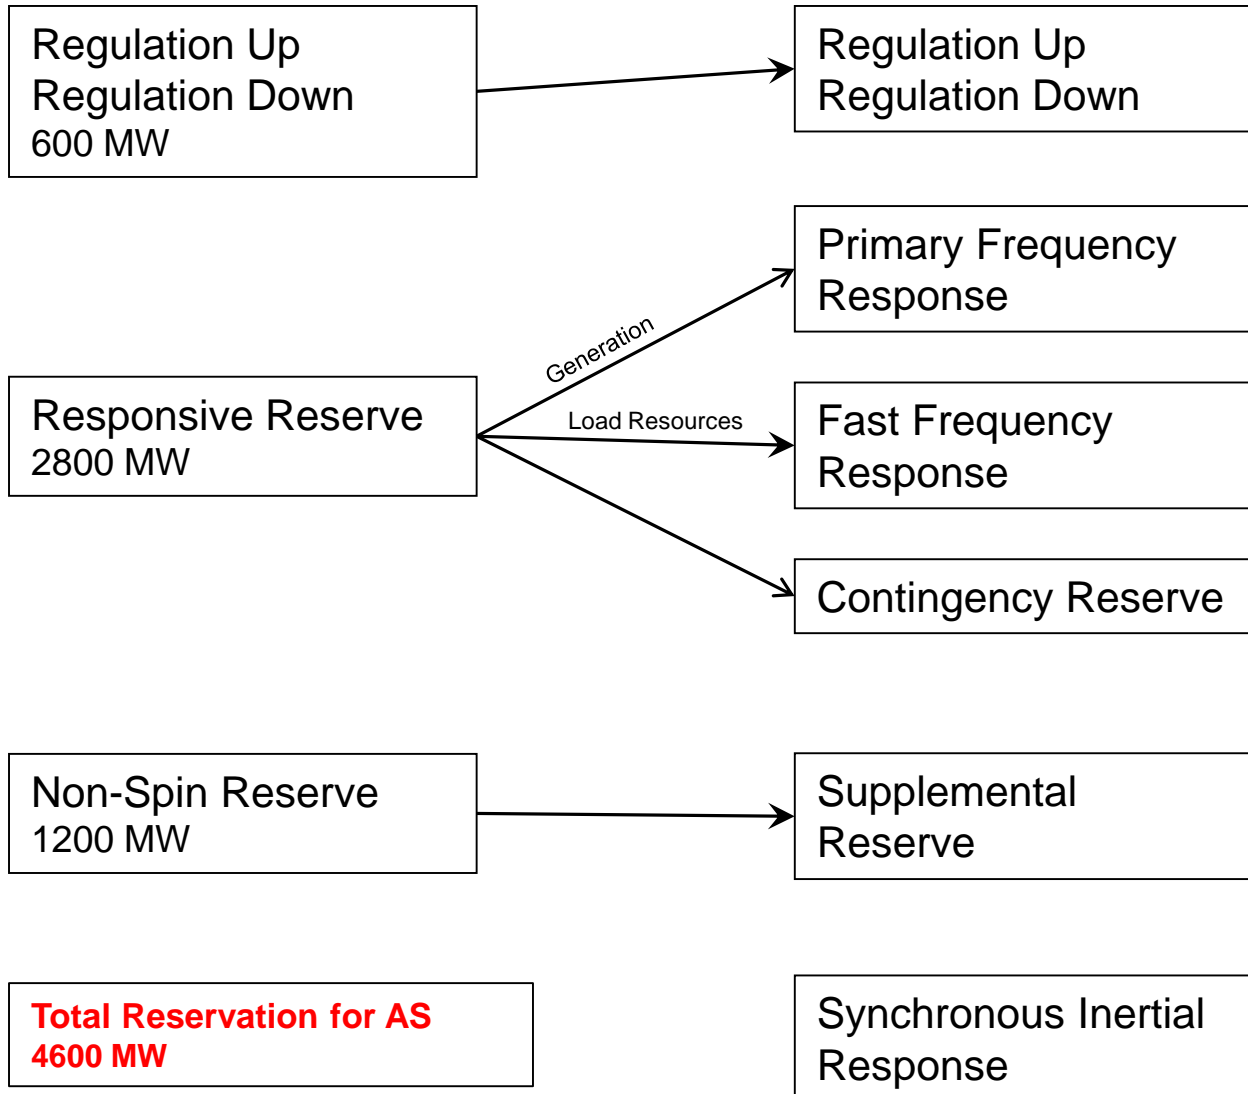 Regulation Up
Regulation Down
600 MW
Regulation Up
Regulation Down
Primary Frequency
Response
Generation
Responsive Reserve
2800 MW
Load Resources
Fast Frequency
Response
Contingency Reserve
Non-Spin Reserve
1200 MW
Supplemental
Reserve
Total Reservation for AS
4600 MW
Synchronous Inertial
Response